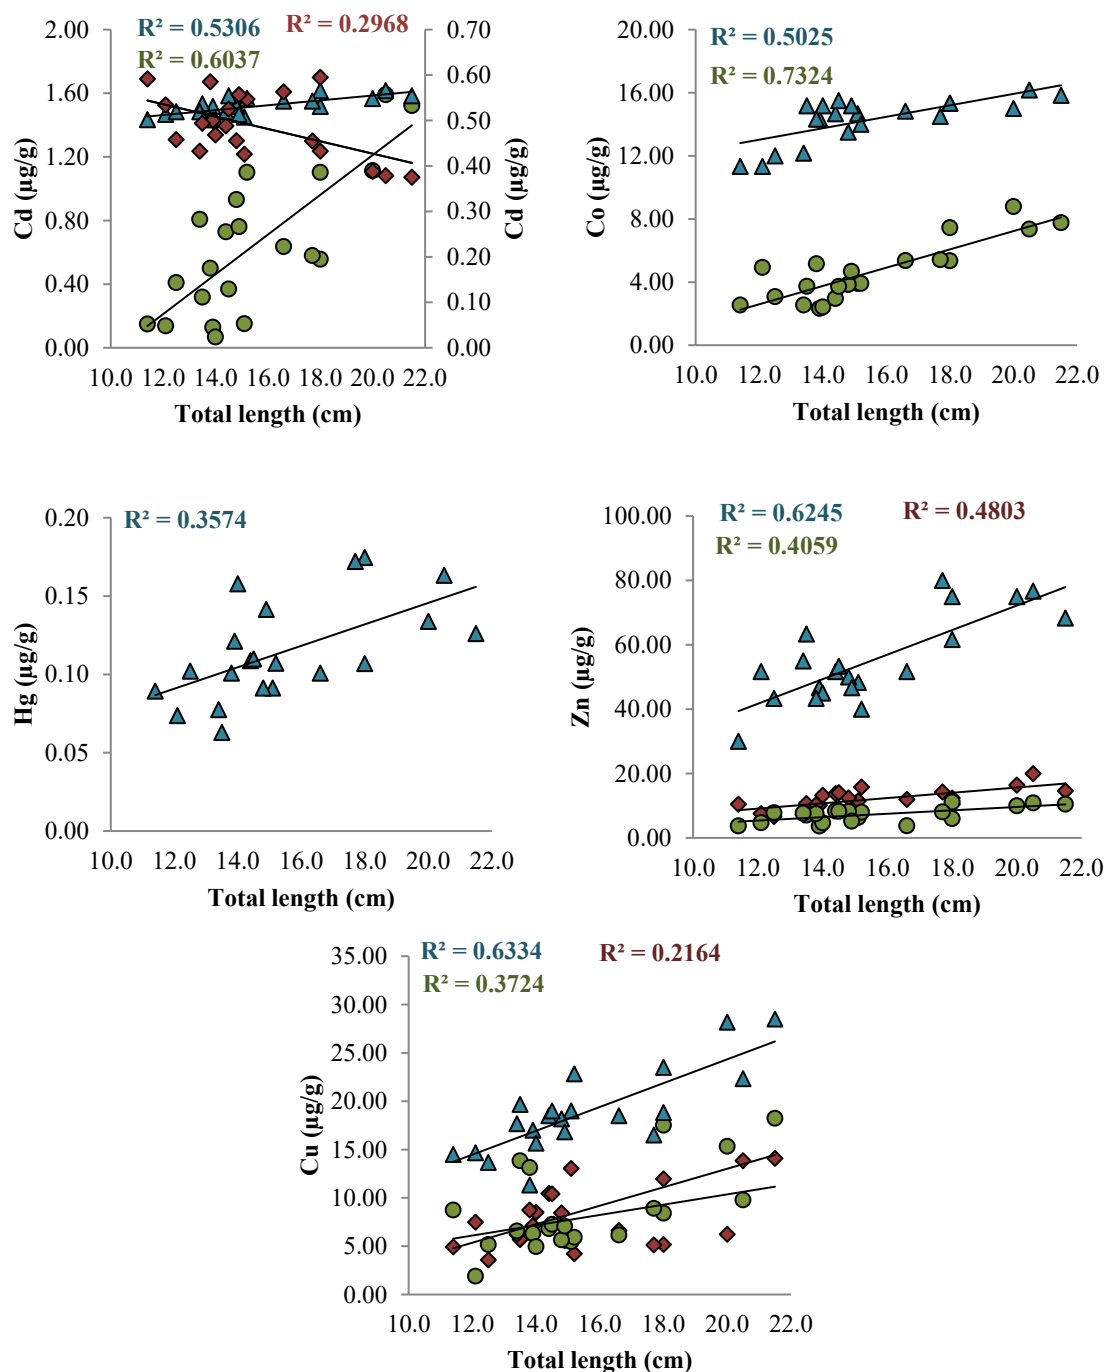 R² = 0.5306 R² = 0.2968
R² = 0.6037
2.00
1.60
1.20
0.80
0.40
0.00
Cd (µg/g)
0.70
0.60
0.50
0.40
0.30
0.20
0.10
0.00
Cd (µg/g)
10.0 12.0 14.0 16.0 18.0 20.0 22.0
Total length (cm)
R² = 0.5025
R² = 0.7324
20.00
16.00
12.00
8.00
4.00
0.00
Co (µg/g)
10.0 12.0 14.0 16.0 18.0 20.0 22.0
Total length (cm)
R² = 0.3574
0.20
0.15
0.10
0.05
0.00
Hg (µg/g)
10.0 12.0 14.0 16.0 18.0 20.0 22.0
Total length (cm)
R² = 0.6245 R² = 0.4803
R² = 0.4059
100.00
80.00
60.00
40.00
20.00
0.00
Zn (µg/g)
10.0 12.0 14.0 16.0 18.0 20.0 22.0
Total length (cm)
R² = 0.6334 R² = 0.2164
R² = 0.3724
35.00
30.00
25.00
20.00
15.00
10.00
5.00
0.00
Cu (µg/g)
10.0 12.0 14.0 16.0 18.0 20.0 22.0
Total length (cm)